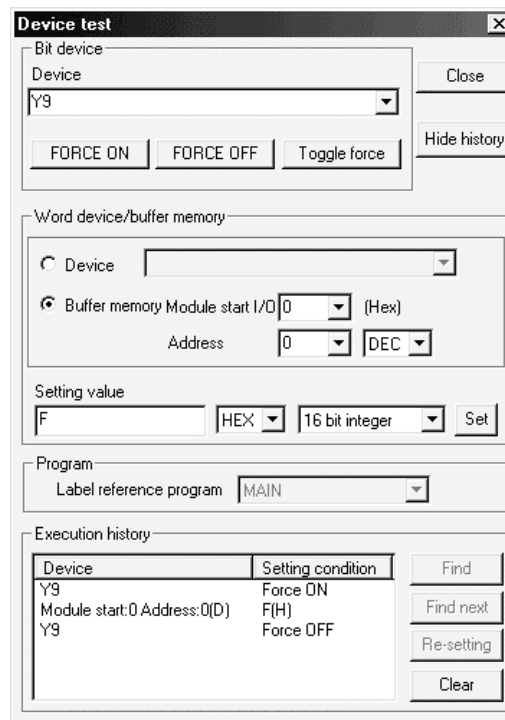 Device test
Bit device
Device
Close
Y9
FORCE ON FORCE OFF Toggle force
Hide history
Word device/buffer memory
Device
Buffer memory Module start I/O 0 (Hex)
Address 0 DEC
Setting value
F HEX 16 bit integer Set
Program
Label reference program MAIN
Execution history
Device Setting condition
Y9 Force ON
Module start:0 Address:0(D) F(H)
Y9 Force OFF
Find
Find next
Re-setting
Clear